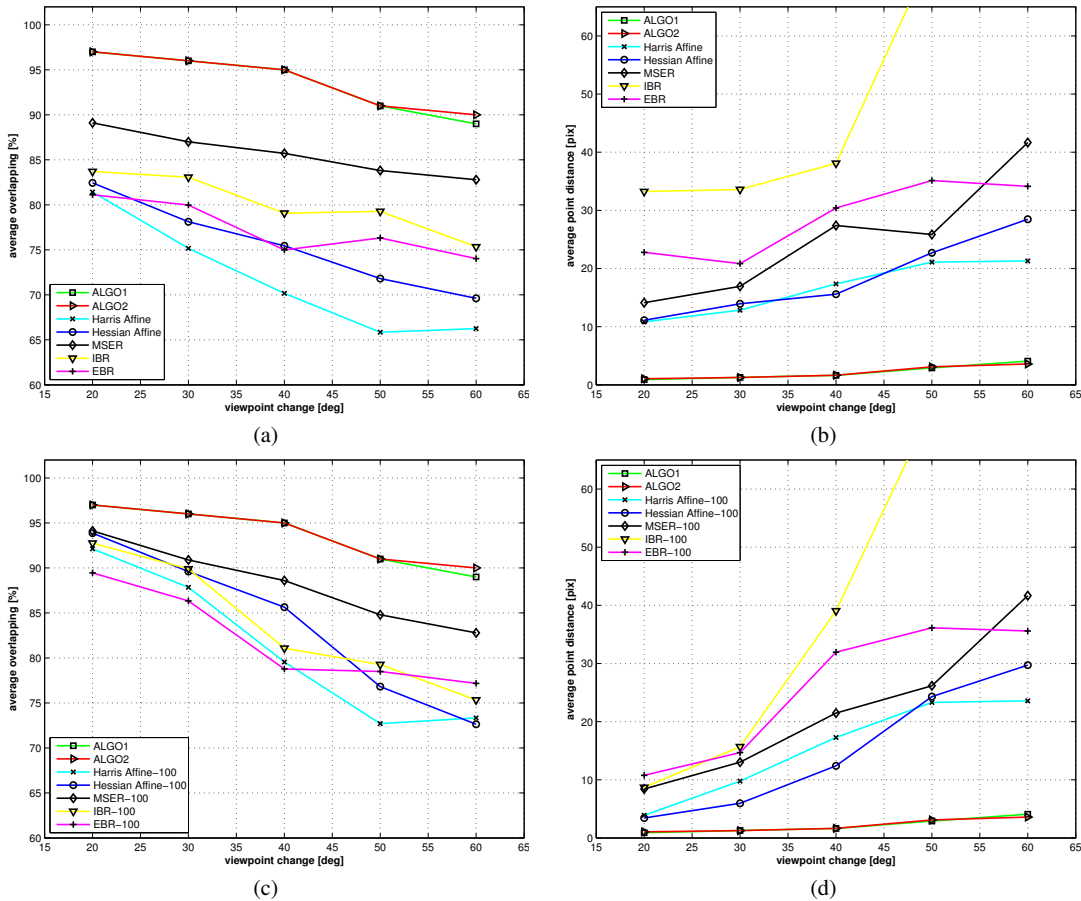 100
95
90
85
80
75
70
65
60
average overlapping [%]
ALGO1
ALGO2
Harris Affine
Hessian Affine
MSER
IBR
EBR
15 20 25 30 35 40 45 50 55 60 65
viewpoint change [deg]
(a)
60
50
40
30
20
10
0
average point distance [pix]
ALGO1
ALGO2
Harris Affine
Hessian Affine
MSER
IBR
EBR
15 20 25 30 35 40 45 50 55 60 65
viewpoint change [deg]
(b)
100
95
90
85
80
75
70
65
60
average overlapping [%]
ALGO1
ALGO2
Harris Affine−100
Hessian Affine−100
MSER−100
IBR−100
EBR−100
15 20 25 30 35 40 45 50 55 60 65
viewpoint change [deg]
(c)
60
50
40
30
20
10
0
average point distance [pix]
ALGO1
ALGO2
Harris Affine−100
Hessian Affine−100
MSER−100
IBR−100
EBR−100
15 20 25 30 35 40 45 50 55 60 65
viewpoint change [deg]
(d)